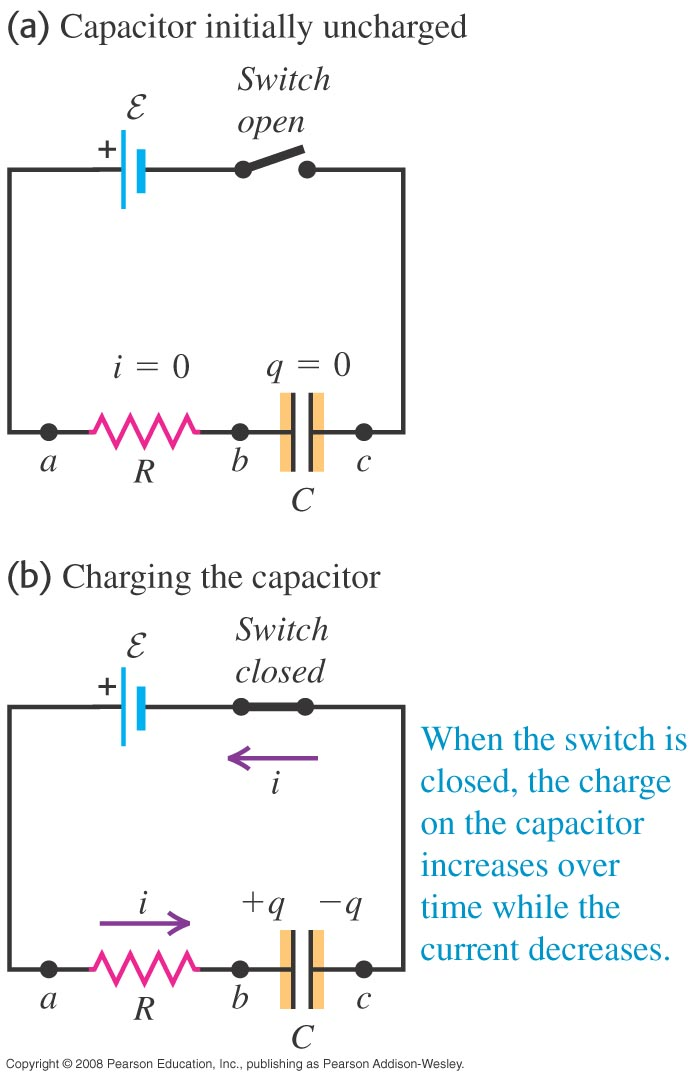 (a) Capacitor initially uncharged
Switch
open
ℰ
+
i = 0
q = 0
a
R
b
C
c
(b) Charging the capacitor
Switch
closed
ℰ
+
i
When the switch is
closed, the charge
on the capacitor
increases over
time while the
current decreases.
i
+q
−q
a
R
b
C
c
Copyright © 2008 Pearson Education, Inc., publishing as Pearson Addison-Wesley.